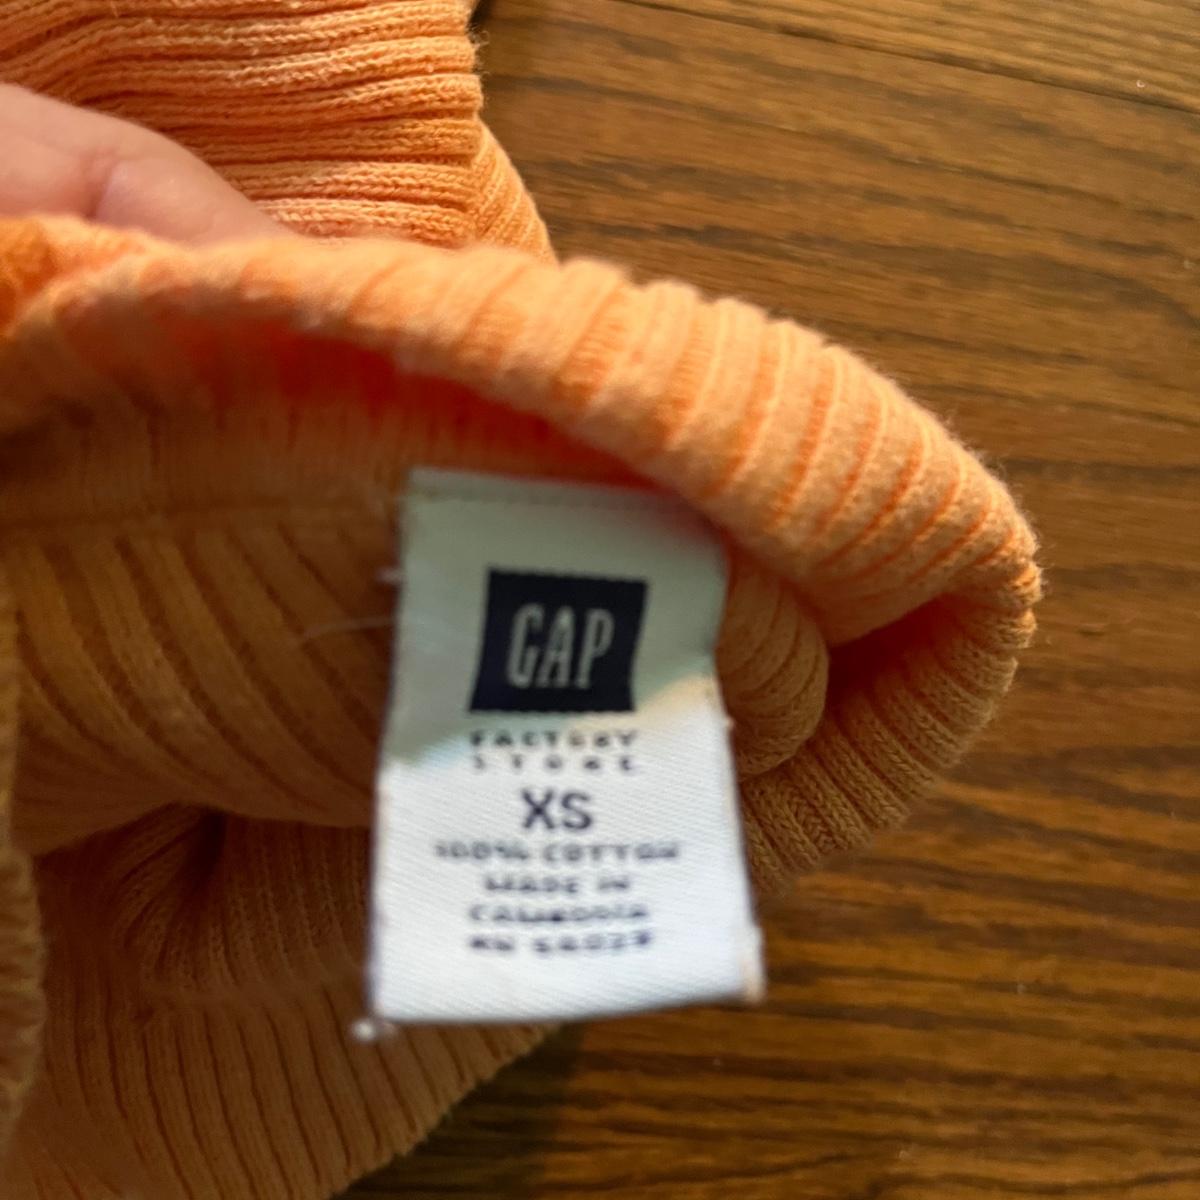 GAP
FACTORY
STORE
XS
100% COTTON
MADE IN
CAMBODIA
RN 54023